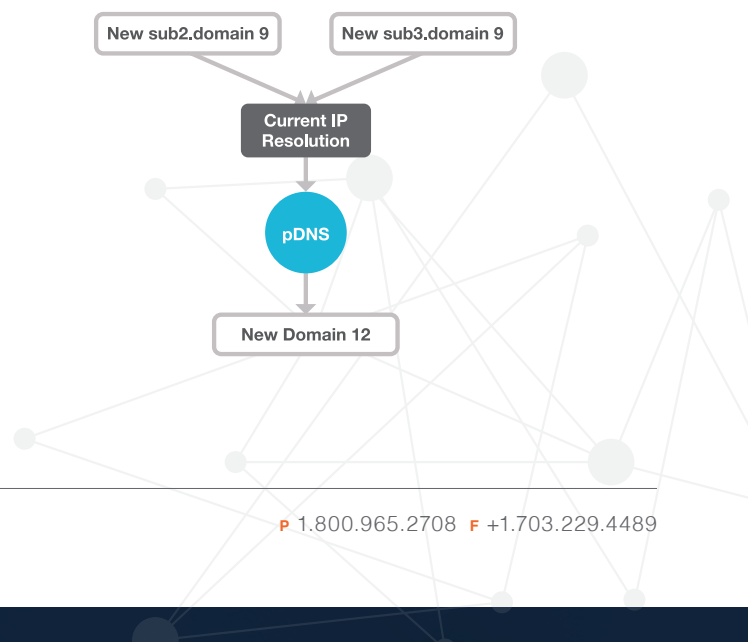 New sub2.domain 9
New sub3.domain 9
Current IP
Resolution
pDNS
New Domain 12
P 1.800.965.2708 F +1.703.229.4489